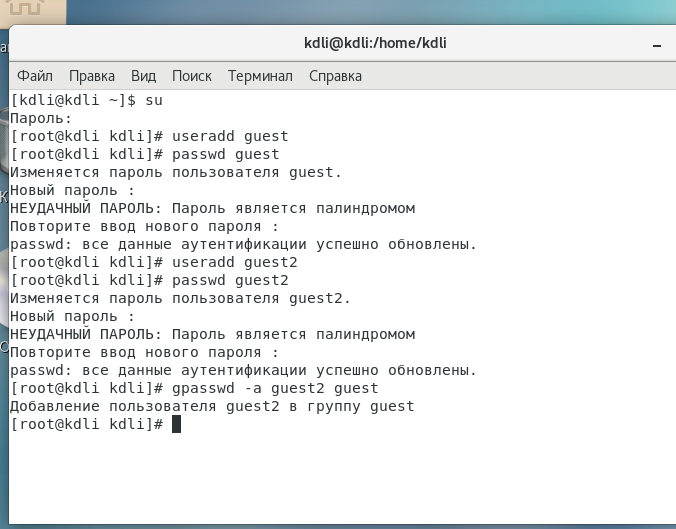 kdli@kdli:/home/kdli
Файл Правка Вид Поиск Терминал Справка
[kdli@kdli ~]$ su
Пароль:
[root@kdli kdli]# useradd guest
[root@kdli kdli]# passwd guest
Изменяется пароль пользователя guest.
Новый пароль :
НЕУДАЧНЫЙ ПАРОЛЬ: Пароль является палиндромом
Повторите ввод нового пароля :
passwd: все данные аутентификации успешно обновлены.
[root@kdli kdli]# useradd guest2
[root@kdli kdli]# passwd guest2
Изменяется пароль пользователя guest2.
Новый пароль :
НЕУДАЧНЫЙ ПАРОЛЬ: Пароль является палиндромом
Повторите ввод нового пароля :
passwd: все данные аутентификации успешно обновлены.
[root@kdli kdli]# gpasswd -a guest2 guest
Добавление пользователя guest2 в группу guest
[root@kdli kdli]#